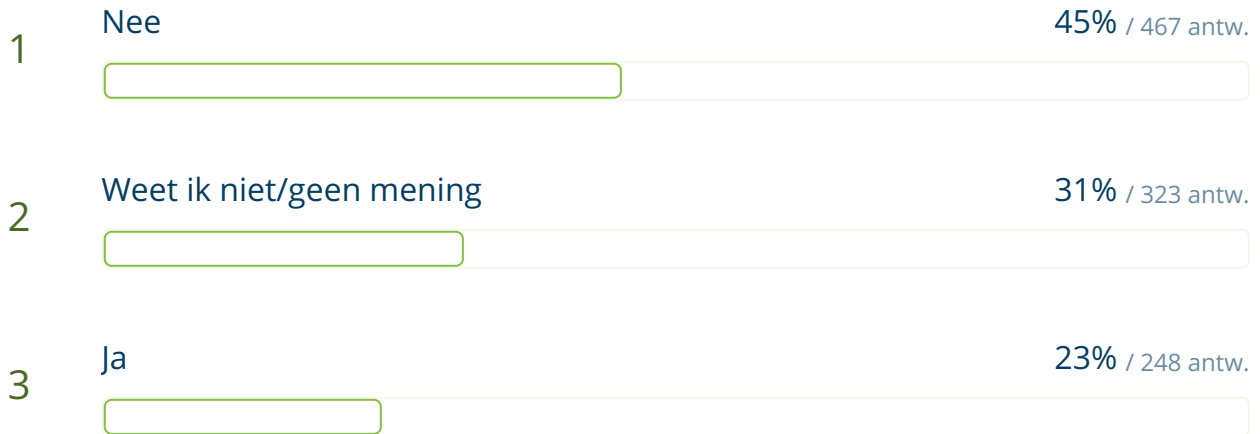 1
Nee 45% / 467 antw.
2
Weet ik niet/geen mening 31% / 323 antw.
3
Ja 23% / 248 antw.